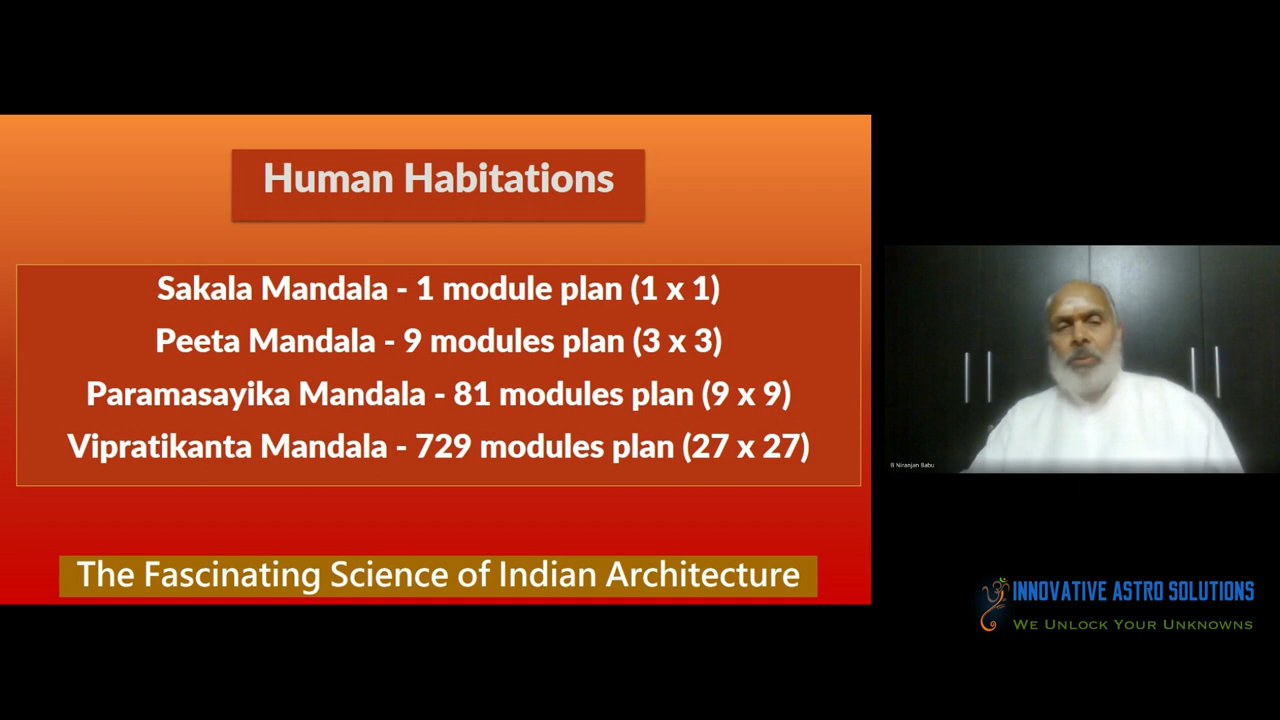 Human Habitations
Sakala Mandala - 1 module plan (1 x 1)
Peeta Mandala - 9 modules plan (3 x 3)
Paramasayika Mandala - 81 modules plan (9 x 9)
Vipratikanta Mandala - 729 modules plan (27 x 27)
The Fascinating Science of Indian Architecture
B Niranjan Babu
INNOVATIVE ASTRO SOLUTIONS
WE UNLOCK YOUR UNKNOWNS